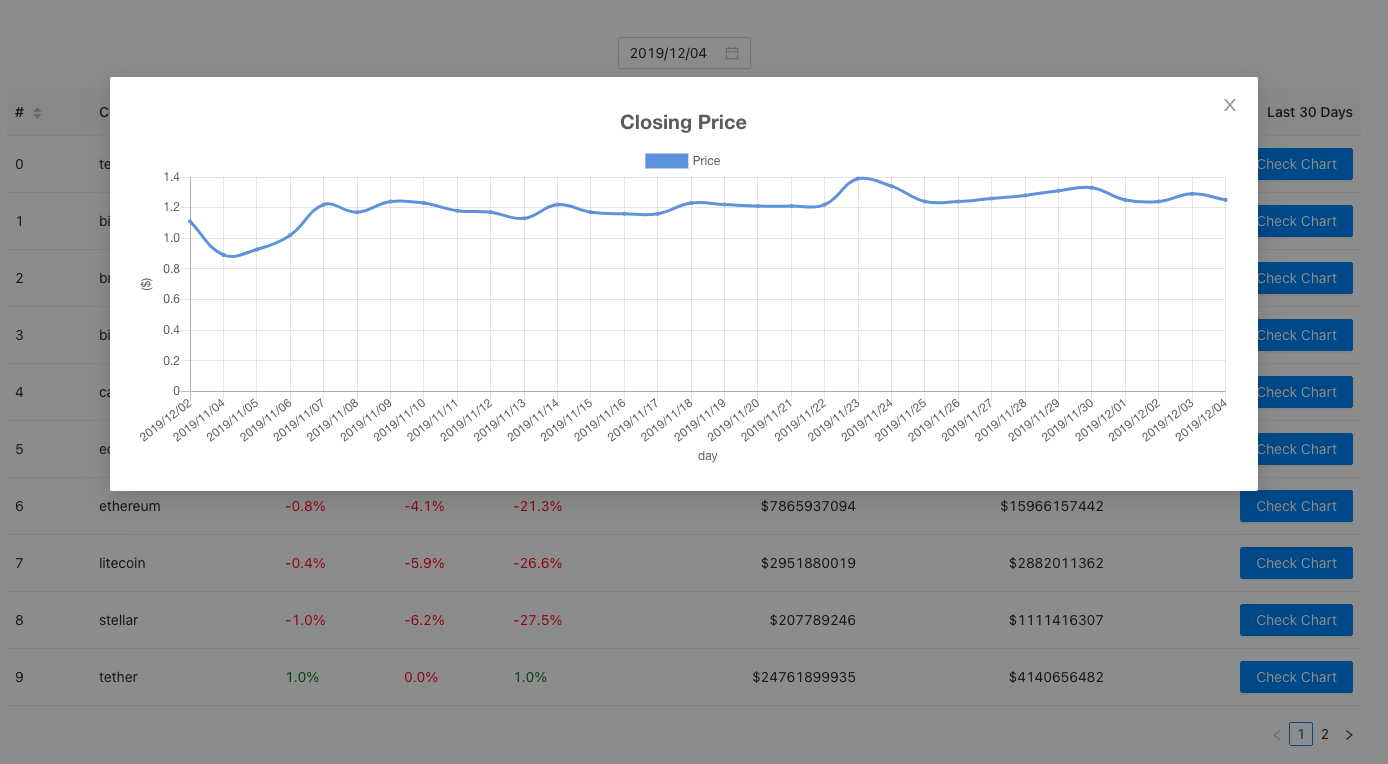 2019/12/04
Closing Price
Price
# C Last 30 Days
0 te Check Chart
1 bi Check Chart
2 br Check Chart
3 bi Check Chart
4 ca Check Chart
5 Check Chart
1.4
1.2
1.0
0.8
0.6
0.4
0.2
0
($)
2019/12/02 2019/11/04 2019/11/05 2019/11/06 2019/11/07 2019/11/08 2019/11/09 2019/11/10 2019/11/11 2019/11/12 2019/11/13 2019/11/14 2019/11/15 2019/11/16 2019/11/17 2019/11/18 2019/11/19 2019/11/20 2019/11/21 2019/11/22 2019/11/23 2019/11/24 2019/11/25 2019/11/26 2019/11/27 2019/11/28 2019/11/29 2019/11/30 2019/12/01 2019/12/02 2019/12/03 2019/12/04
day
6 ethereum -0.8% -4.1% -21.3% $7865937094 $15966157442 Check Chart
7 litecoin -0.4% -5.9% -26.6% $2951880019 $2882011362 Check Chart
8 stellar -1.0% -6.2% -27.5% $207789246 $1111416307 Check Chart
9 tether 1.0% 0.0% 1.0% $24761899935 $4140656482 Check Chart
< 1 2 >